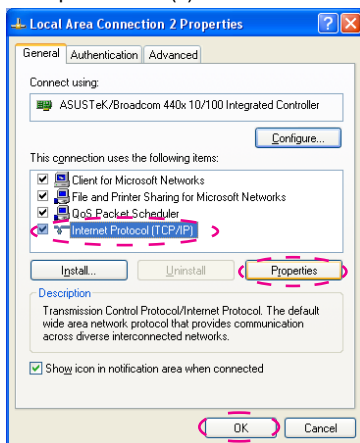 Local Area Connection 2 Properties
General Authentication Advanced
Connect using:
ASUSTeK/Broadcom 440x 10/100 Integrated Controller
Configure...
This connection uses the following items:
Client for Microsoft Networks
File and Printer Sharing for Microsoft Networks
QoS Packet Scheduler
Internet Protocol (TCP/IP)
Install... Uninstall Properties
Description
Transmission Control Protocol/Internet Protocol. The default
wide area network protocol that provides communication
across diverse interconnected networks.
Show icon in notification area when connected
OK Cancel